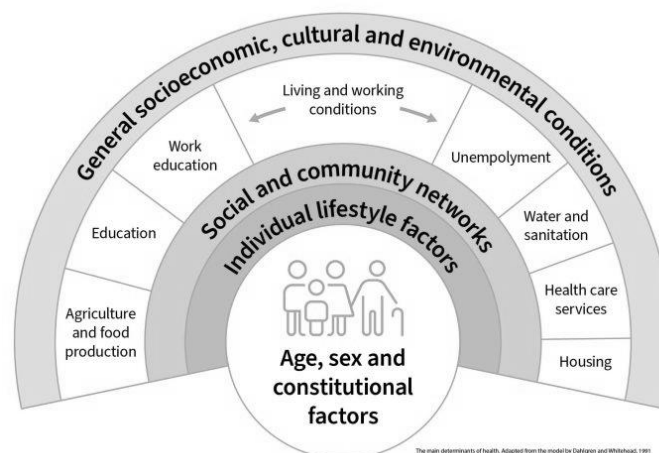 General socioeconomic, cultural and environmental conditions
Living and working
conditions
Work
education
Unempolyment
Education
Water and
sanitation
Agriculture
and food
production
Health care
services
Housing
Social and community networks
Individual lifestyle factors
Age, sex and
constitutional
factors
The main determinants of health. Adapted from the model by Dahlgren and Whitehead, 1991